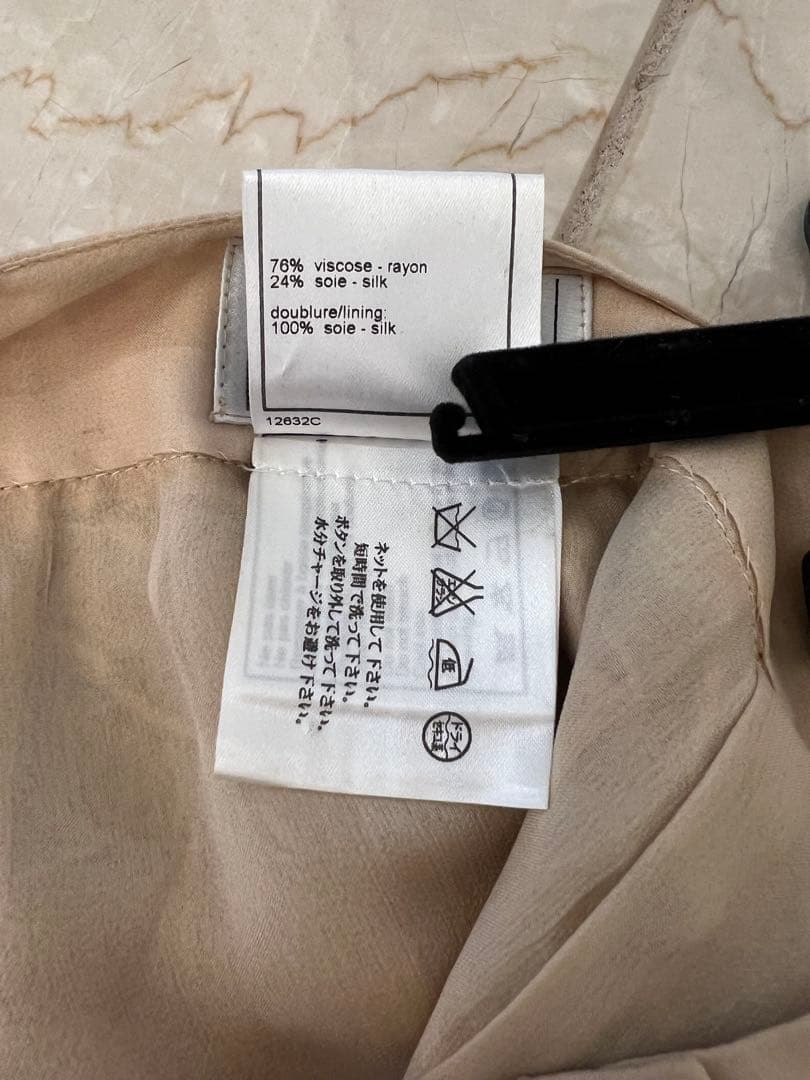 76% viscose - rayon
24% soie - silk
doublure/lining:
100% soie - silk
12632C
ネットを使用して下さい。
短時間で洗って下さい。
ボタンを取り外して洗って下さい。
水分チャージをお避け下さい。
低
ドライ